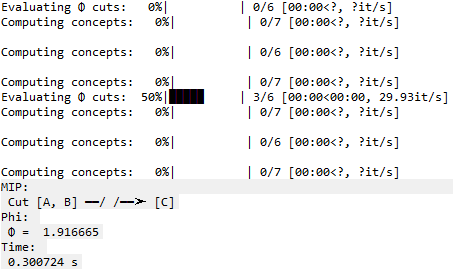 Evaluating Φ cuts:   0%|          | 0/6 [00:00<?, ?it/s]
Computing concepts:   0%|          | 0/7 [00:00<?, ?it/s]
Computing concepts:   0%|          | 0/6 [00:00<?, ?it/s]
Computing concepts:   0%|          | 0/7 [00:00<?, ?it/s]
Evaluating Φ cuts:  50%|█████     | 3/6 [00:00<00:00, 29.93it/s]
Computing concepts:   0%|          | 0/7 [00:00<?, ?it/s]
Computing concepts:   0%|          | 0/6 [00:00<?, ?it/s]
Computing concepts:   0%|          | 0/7 [00:00<?, ?it/s]
MIP:
Cut [A, B] ━━/ /━━➤ [C]
Phi:
Φ =  1.916665
Time:
0.300724 s